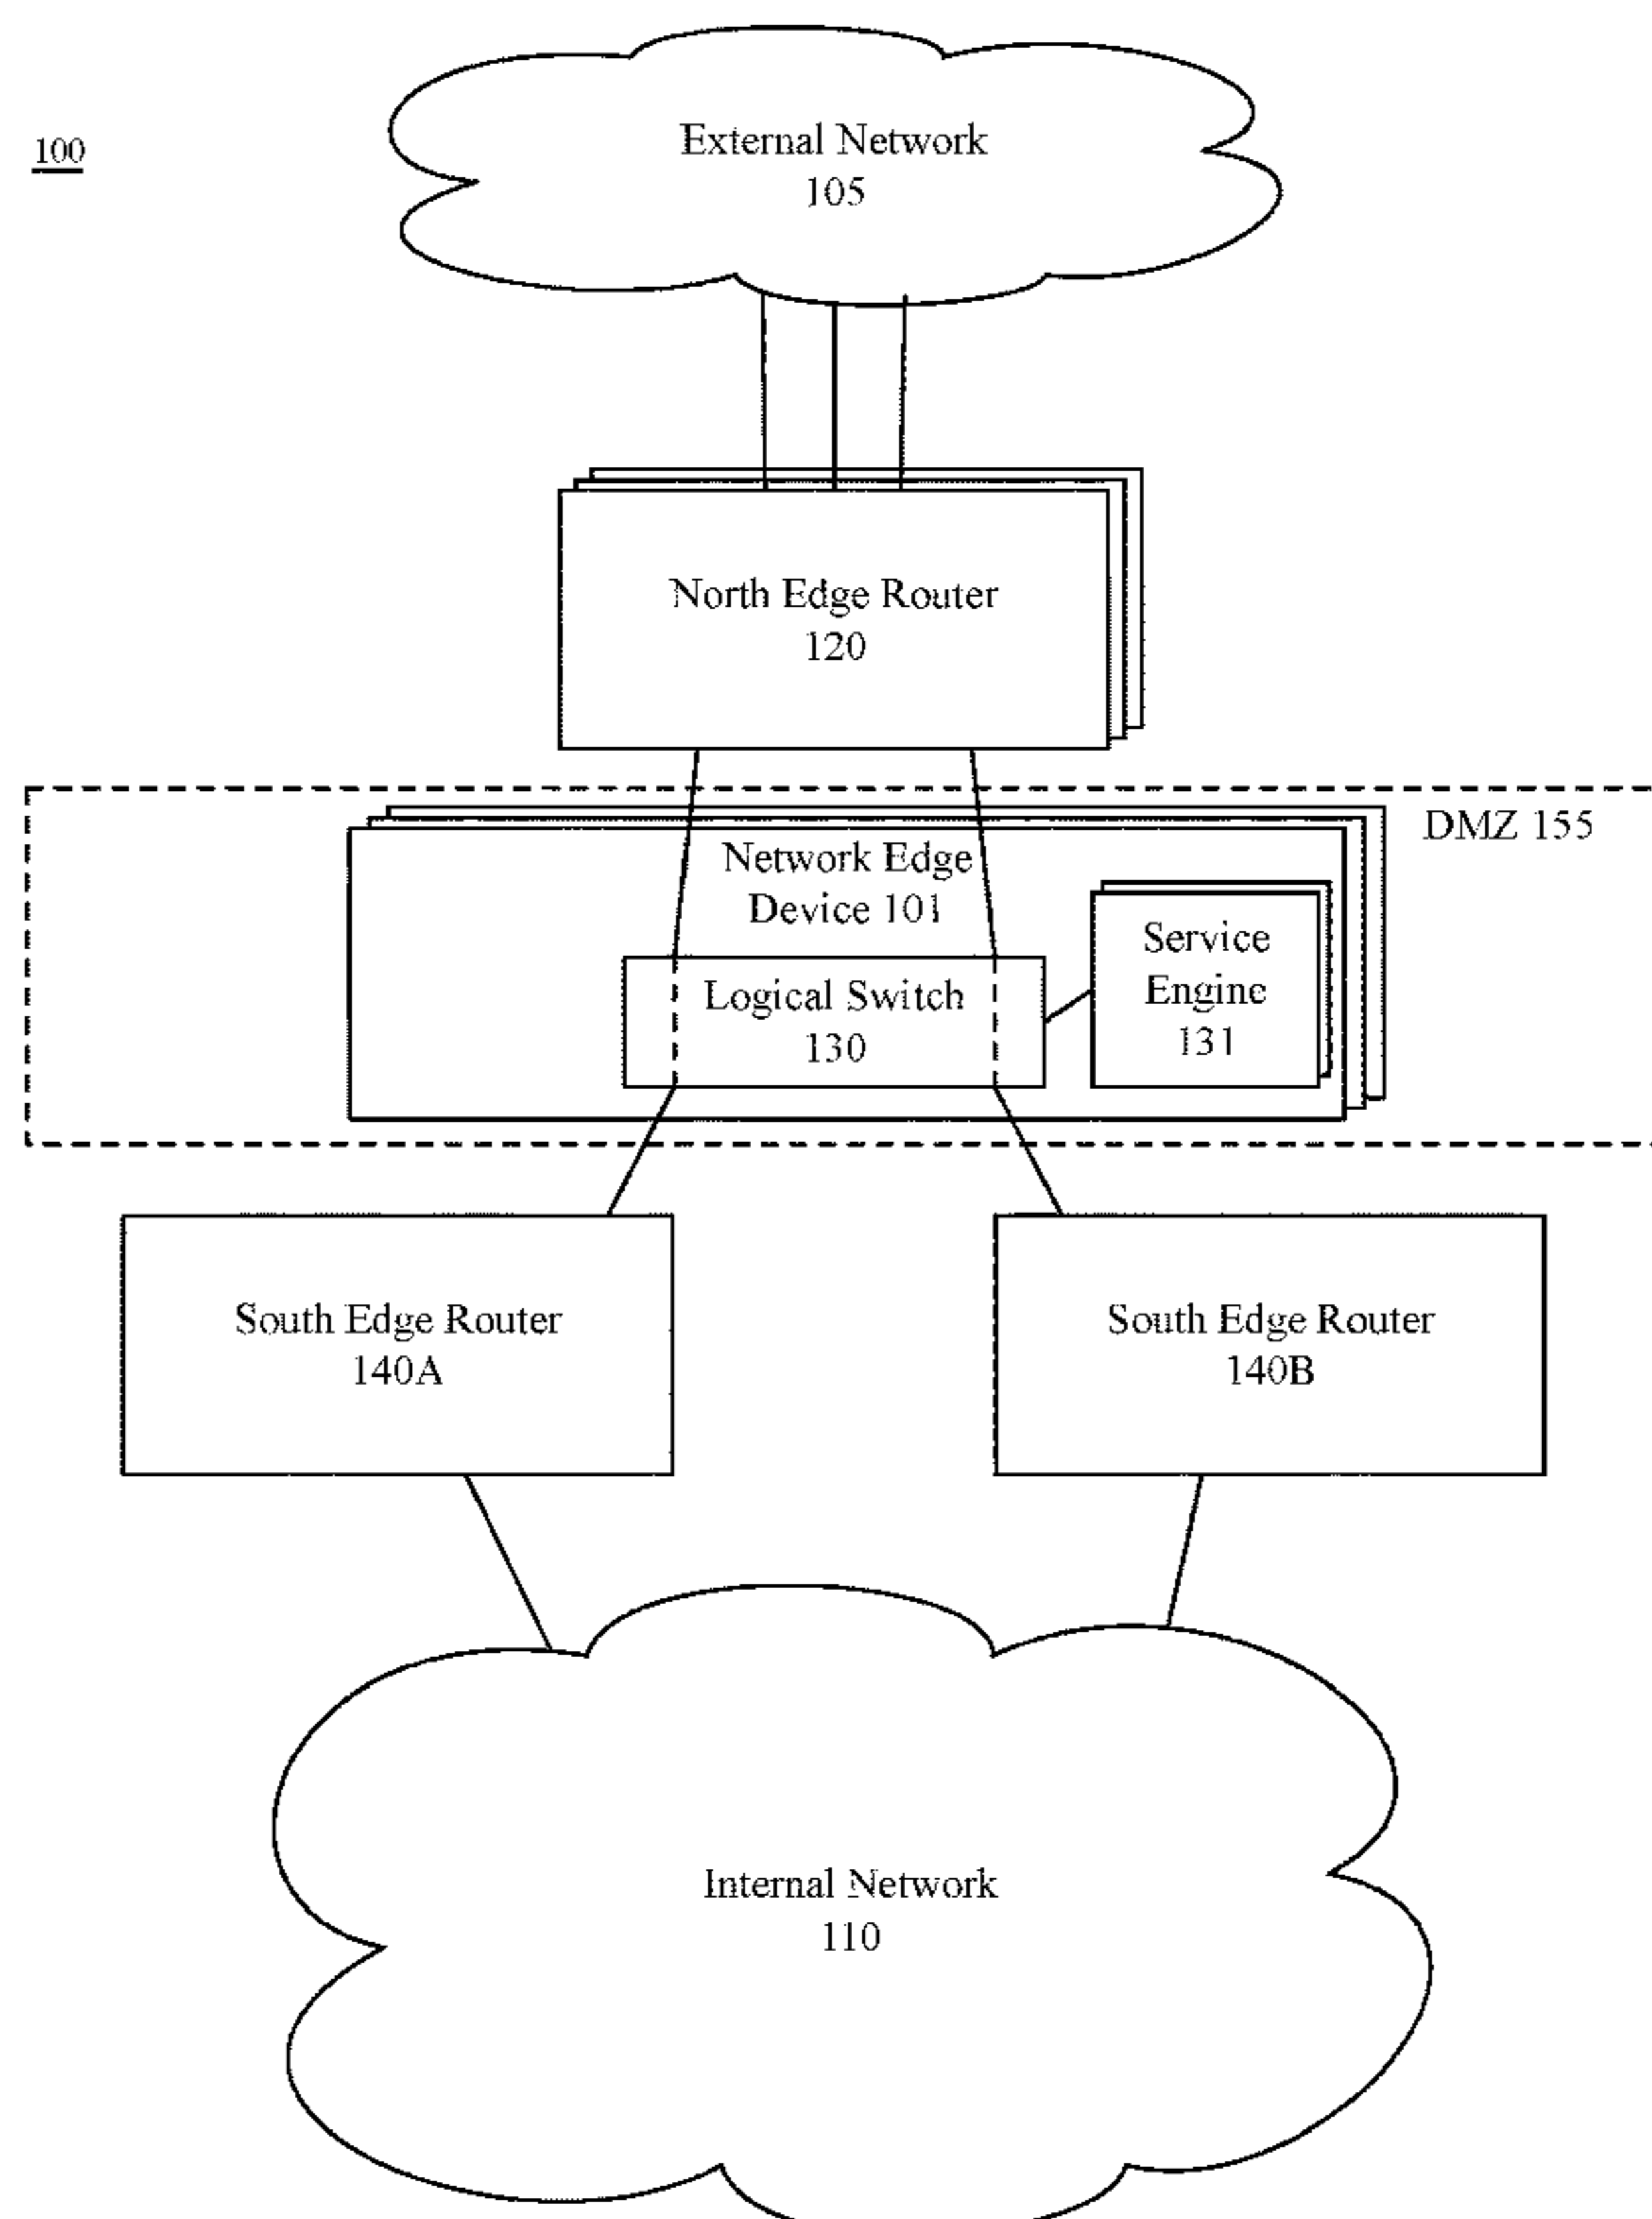 100
External Network
105
North Edge Router
120
DMZ 155
Network Edge
Device 101
Service
Engine
131
Logical Switch
130
South Edge Router
140A
South Edge Router
140B
Internal Network
110